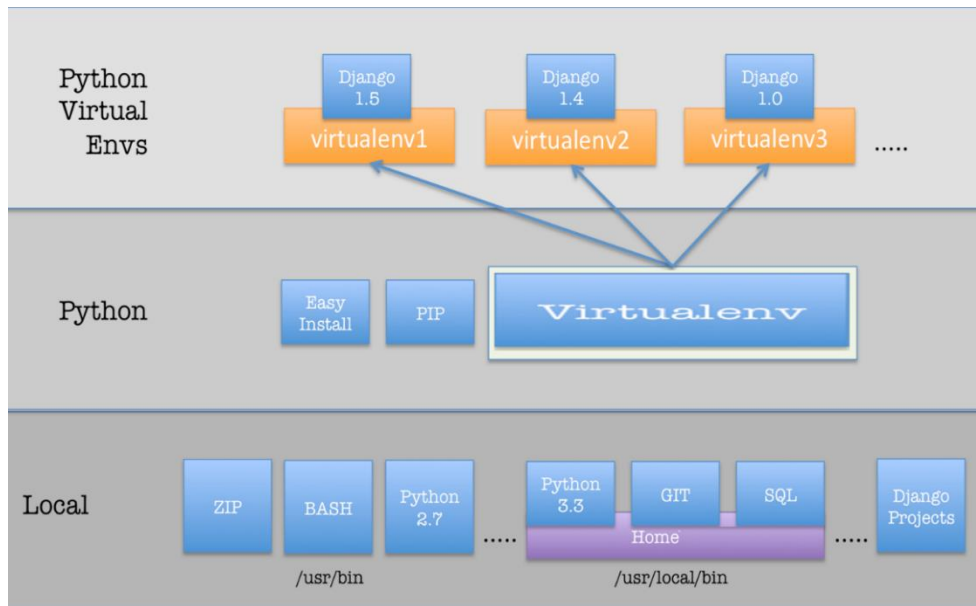 Python
Virtual
Envs
Django
1.5
virtualenv1
Django
1.4
virtualenv2
Django
1.0
virtualenv3
.....
Python
Easy
Install
PIP
Virtualenv
Local
ZIP
BASH
Python
2.7
.....
Python
3.3
GIT
SQL
Home
.....
Django
Projects
/usr/bin
/usr/local/bin